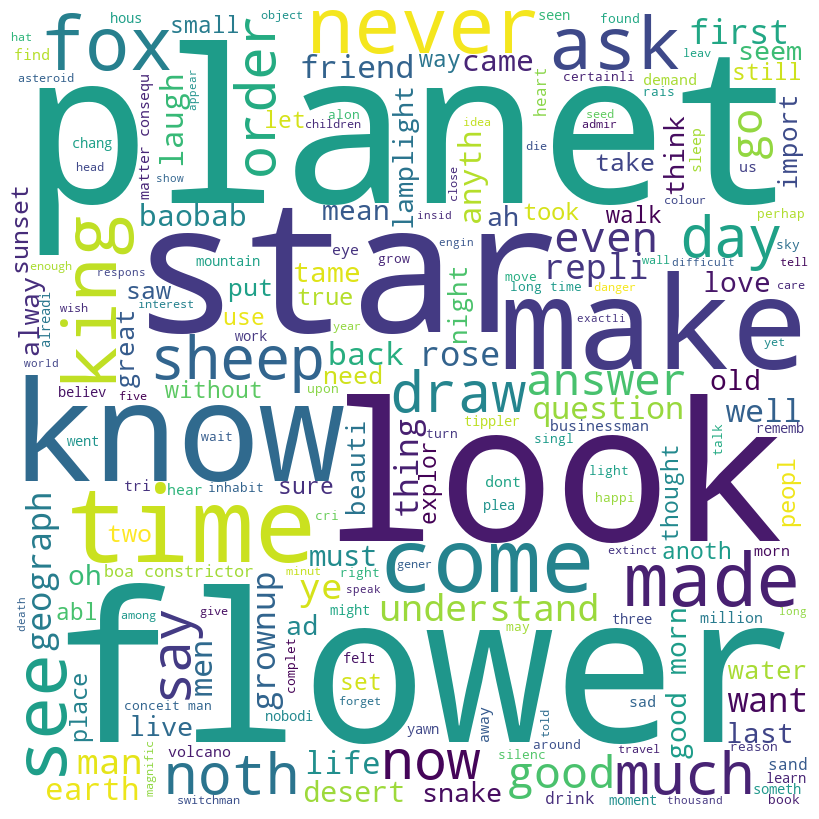 planet
star
look
flower
know
make
time
come
never
ask
fox
see
king
sheep
day
made
now
noth
much
good
say
draw
order
go
even
repli
answer
question
understand
first
seem
still
import
think
take
us
small
hous
find
hat
asteroid
object
seen
found
leav
friend
way
came
certainli
demand
rais
laugh
appear
let
alon
children
idea
seed
admir
heart
sleep
die
close
colour
chang
head
show
matter consequ
lamplight
anyth
sunset
baobab
mean
ah
took
walk
perhap
enough
respons
mountain
eye
grow
insid
engin
sky
wall
difficult
tell
alway
alreadi
saw
interest
tame
true
put
night
long time
move
danger
love
care
wish
great
use
work
year
exactli
yet
world
believ
five
without
back
need
upon
rose
old
well
went
wait
beauti
thing
explor
turn
tippler
businessman
singl
rememb
talk
tri
hear
inhabit
sure
dont
plea
light
happi
thought
peopl
two
cri
geograph
oh
boa constrictor
must
minut
right
gener
speak
extinct
anoth
morn
death
abl
among
give
ye
might
may
three
million
long
men
grownup
ad
complet
felt
set
forget
good morn
water
want
place
conceit man
live
nobodi
yawn
away
told
sad
last
reason
man
magnific
volcano
life
silenc
around
travel
sand
learn
earth
switchman
desert
snake
drink
moment
thousand
someth
book